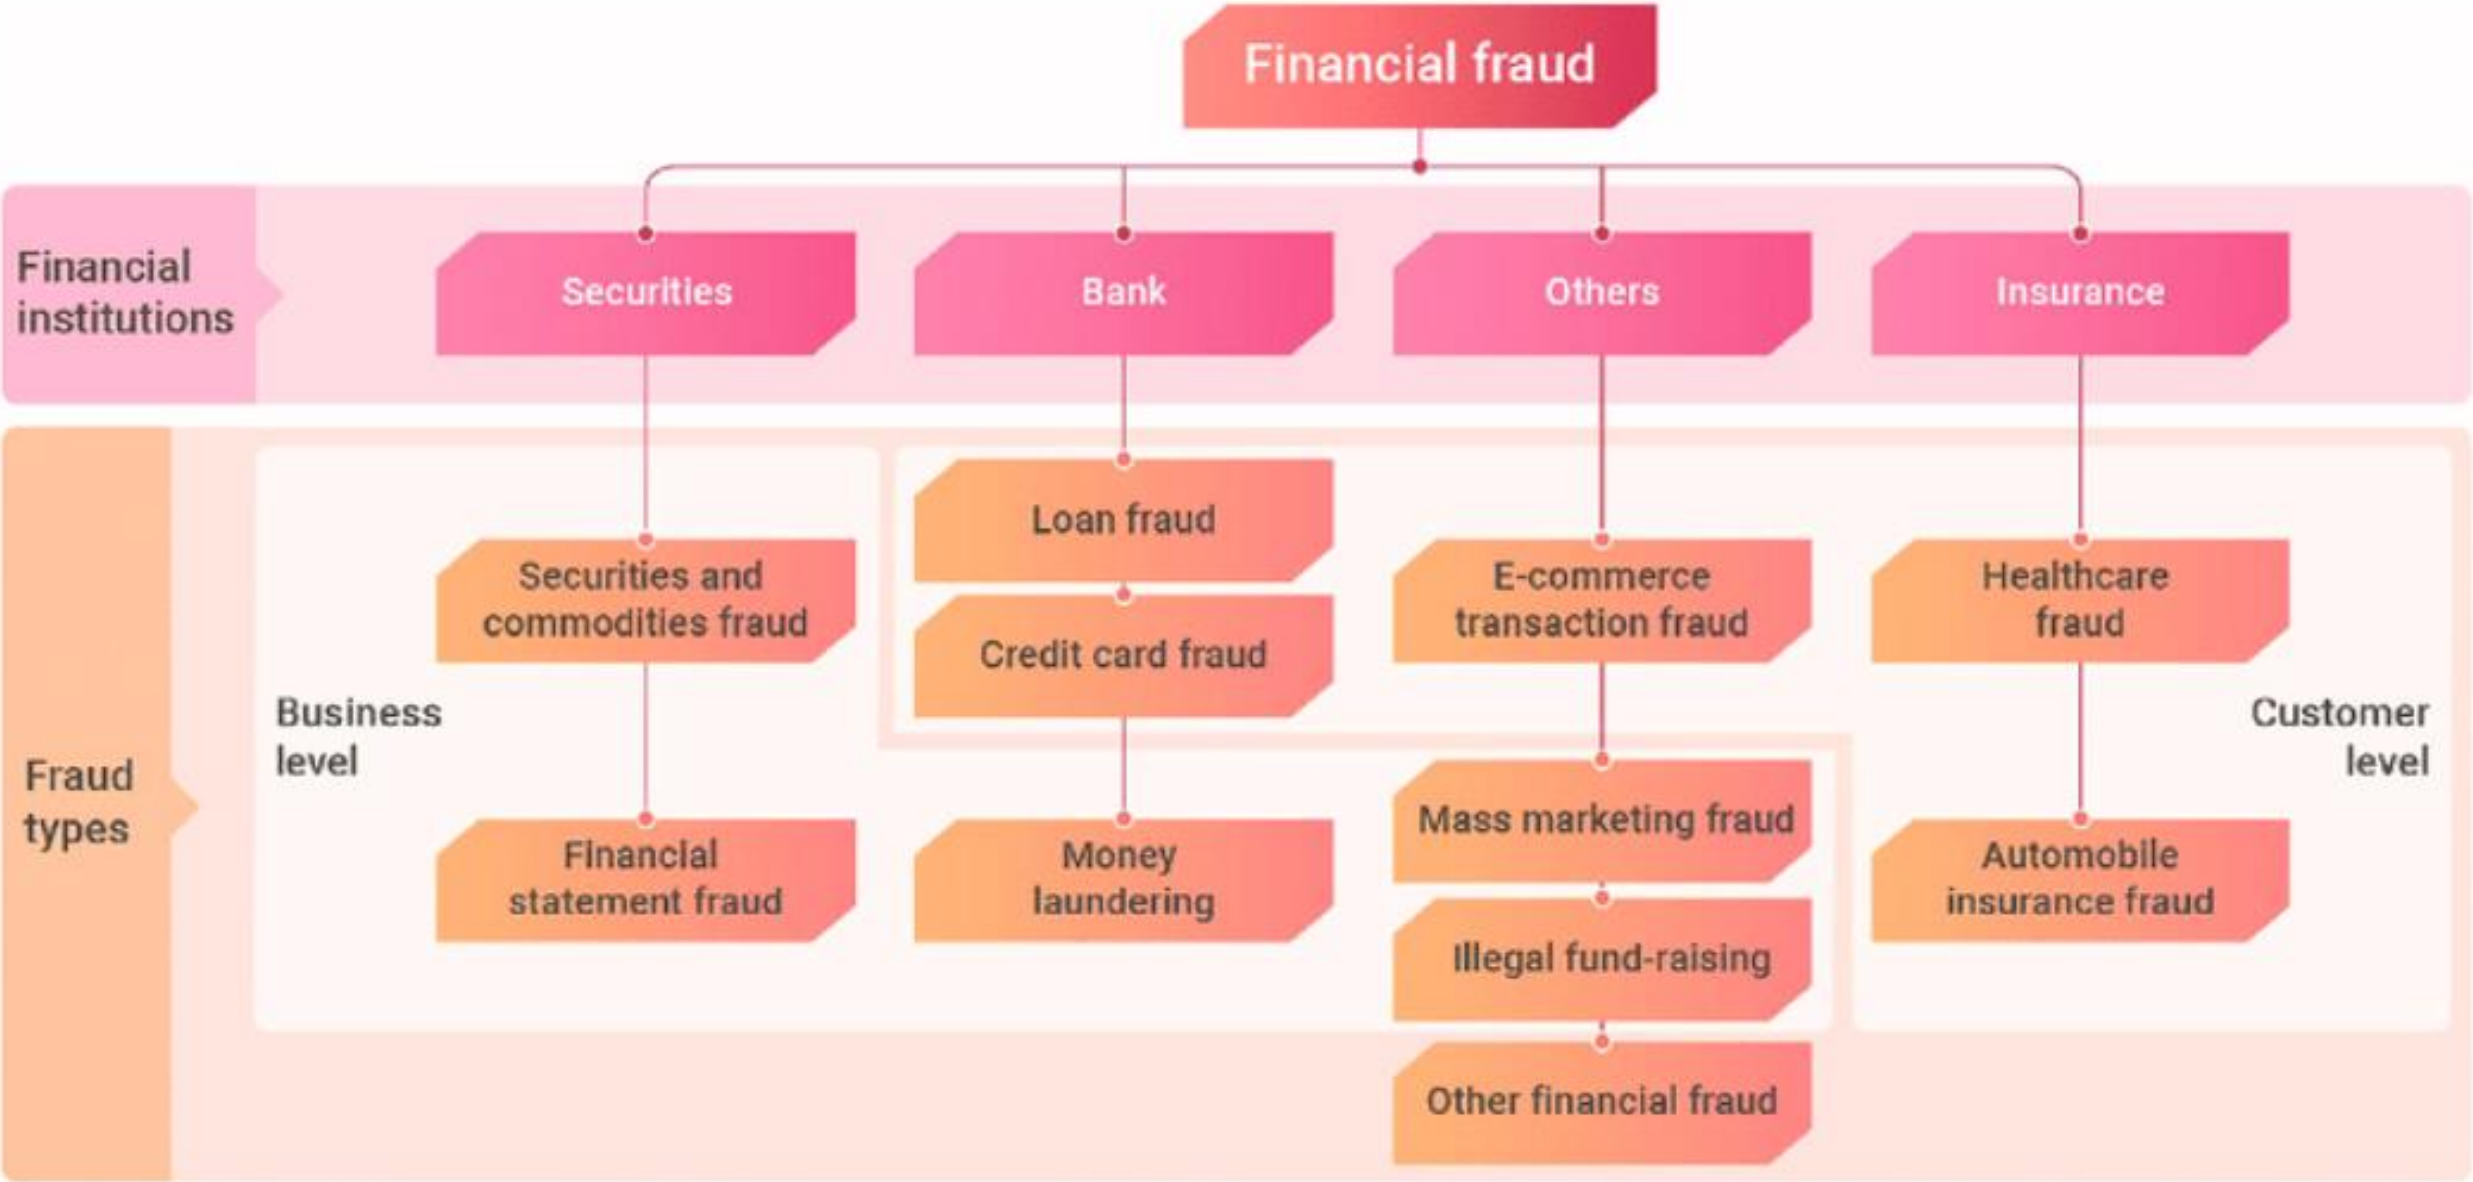 Financial fraud
Financial
institutions
Securities
Bank
Others
Insurance
Fraud
types
Business
level
Securities and
commodities fraud
Financial
statement fraud
Loan fraud
Credit card fraud
Money
laundering
E-commerce
transaction fraud
Mass marketing fraud
Illegal fund-raising
Other financial fraud
Healthcare
fraud
Automobile
insurance fraud
Customer
level